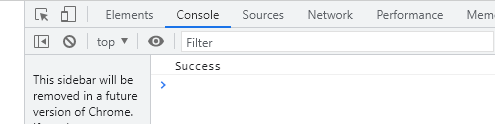 Elements Console Sources Network Performance
top ▼ Filter
Success
This sidebar will be
removed in a future
version of Chrome.